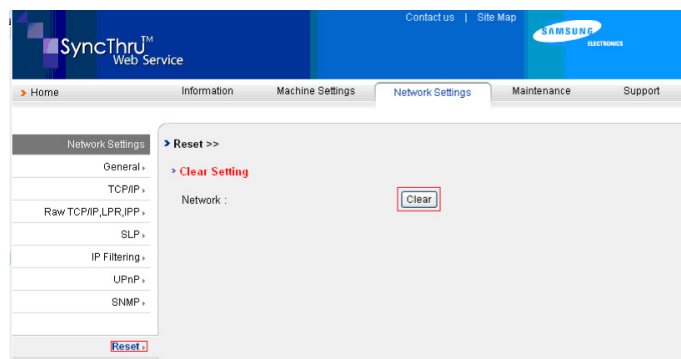 Contact us | Site Map
SAMSUNG
ELECTRONICS
SyncThru™
Web Service
Home
Information
Machine Settings
Network Settings
Maintenance
Support
Network Settings
General
TCP/IP
Raw TCP/IP,LPR,IPP
SLP
IP Filtering
UPnP
SNMP
Reset
Reset >>
Clear Setting
Network :
Clear